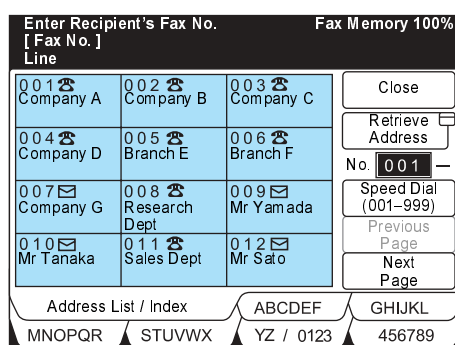 Enter Recipient's Fax No. Fax Memory 100%
[ Fax No. ]
Line
001 ☎ 002 ☎ 003 ☎
Company A Company B Company C
Close
Retrieve
Address
004 ☎ 005 ☎ 006 ☎
Company D Branch E Branch F
No. 001 –
007 ✉ 008 ☎ 009 ✉
Company G Research
Dept Mr Yamada
Speed Dial
(001–999)
Previous
Page
010 ✉ 011 ☎ 012 ✉
Mr Tanaka Sales Dept Mr Sato
Next
Page
Address List / Index ABCDEF GHIJKL
MNOPQR STUVWX YZ / 0123 456789